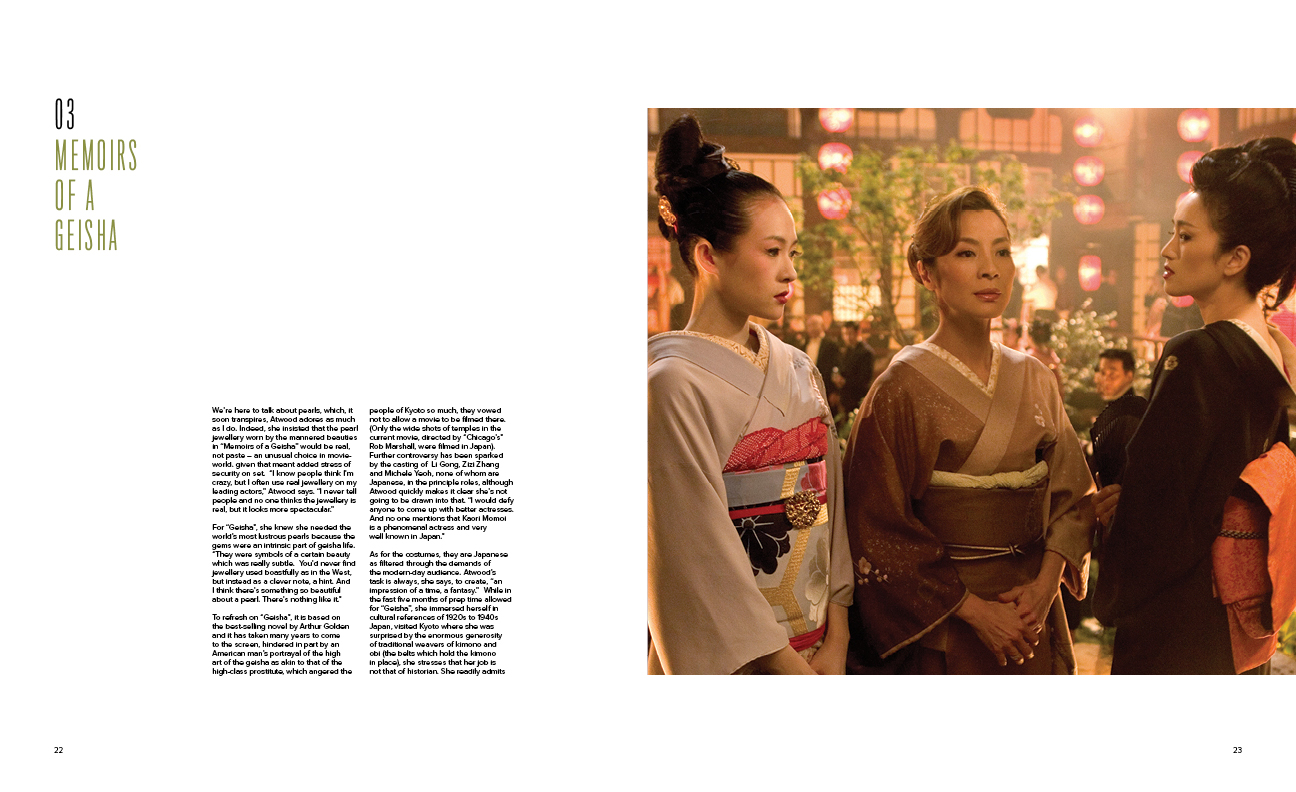 03
MEMOIRS
OF A
GEISHA
We're here to talk about pearls, which, it
soon transpires, Atwood adores as much
as I do. Indeed, she insisted that the pearl
jewellery worn by the mannered beauties
in "Memoirs of a Geisha" would be real,
not paste – an unusual choice in movie-
world. given that meant added stress of
security on set.  "I know people think I'm
crazy, but I often use real jewellery on my
leading actors," Atwood says. "I never tell
people and no one thinks the jewellery is
real, but it looks more spectacular."
For "Geisha", she knew she needed the
world's most lustrous pearls because the
gems were an intrinsic part of geisha life.
"They were symbols of a certain beauty
which was really subtle.  You'd never find
jewellery used boastfully as in the West,
but instead as a clever note, a hint. And
I think there's something so beautiful
about a pearl. There's nothing like it."
To refresh on "Geisha", it is based on
the best-selling novel by Arthur Golden
and it has taken many years to come
to the screen, hindered in part by an
American man's portrayal of the high
art of the geisha as akin to that of the
high-class prostitute, which angered the
people of Kyoto so much, they vowed
not to allow a movie to be filmed there.
(Only the wide shots of temples in the
current movie, directed by "Chicago's"
Rob Marshall, were filmed in Japan).
Further controversy has been sparked
by the casting of  Li Gong, Zizi Zhang
and Michele Yeoh, none of whom are
Japanese, in the principle roles, although
Atwood quickly makes it clear she's not
going to be drawn into that. "I would defy
anyone to come up with better actresses.
And no one mentions that Kaori Momoi
is a phenomenal actress and very
well known in Japan."
As for the costumes, they are Japanese
as filtered through the demands of
the modern-day audience. Atwood's
task is always, she says, to create, "an
impression of a time, a fantasy."  While in
the fast five months of prep time allowed
for "Geisha", she immersed herself in
cultural references of 1920s to 1940s
Japan, visited Kyoto where she was
surprised by the enormous generosity
of traditional weavers of kimono and
obi (the belts which hold the kimono
in place), she stresses that her job is
not that of historian. She readily admits
22
23